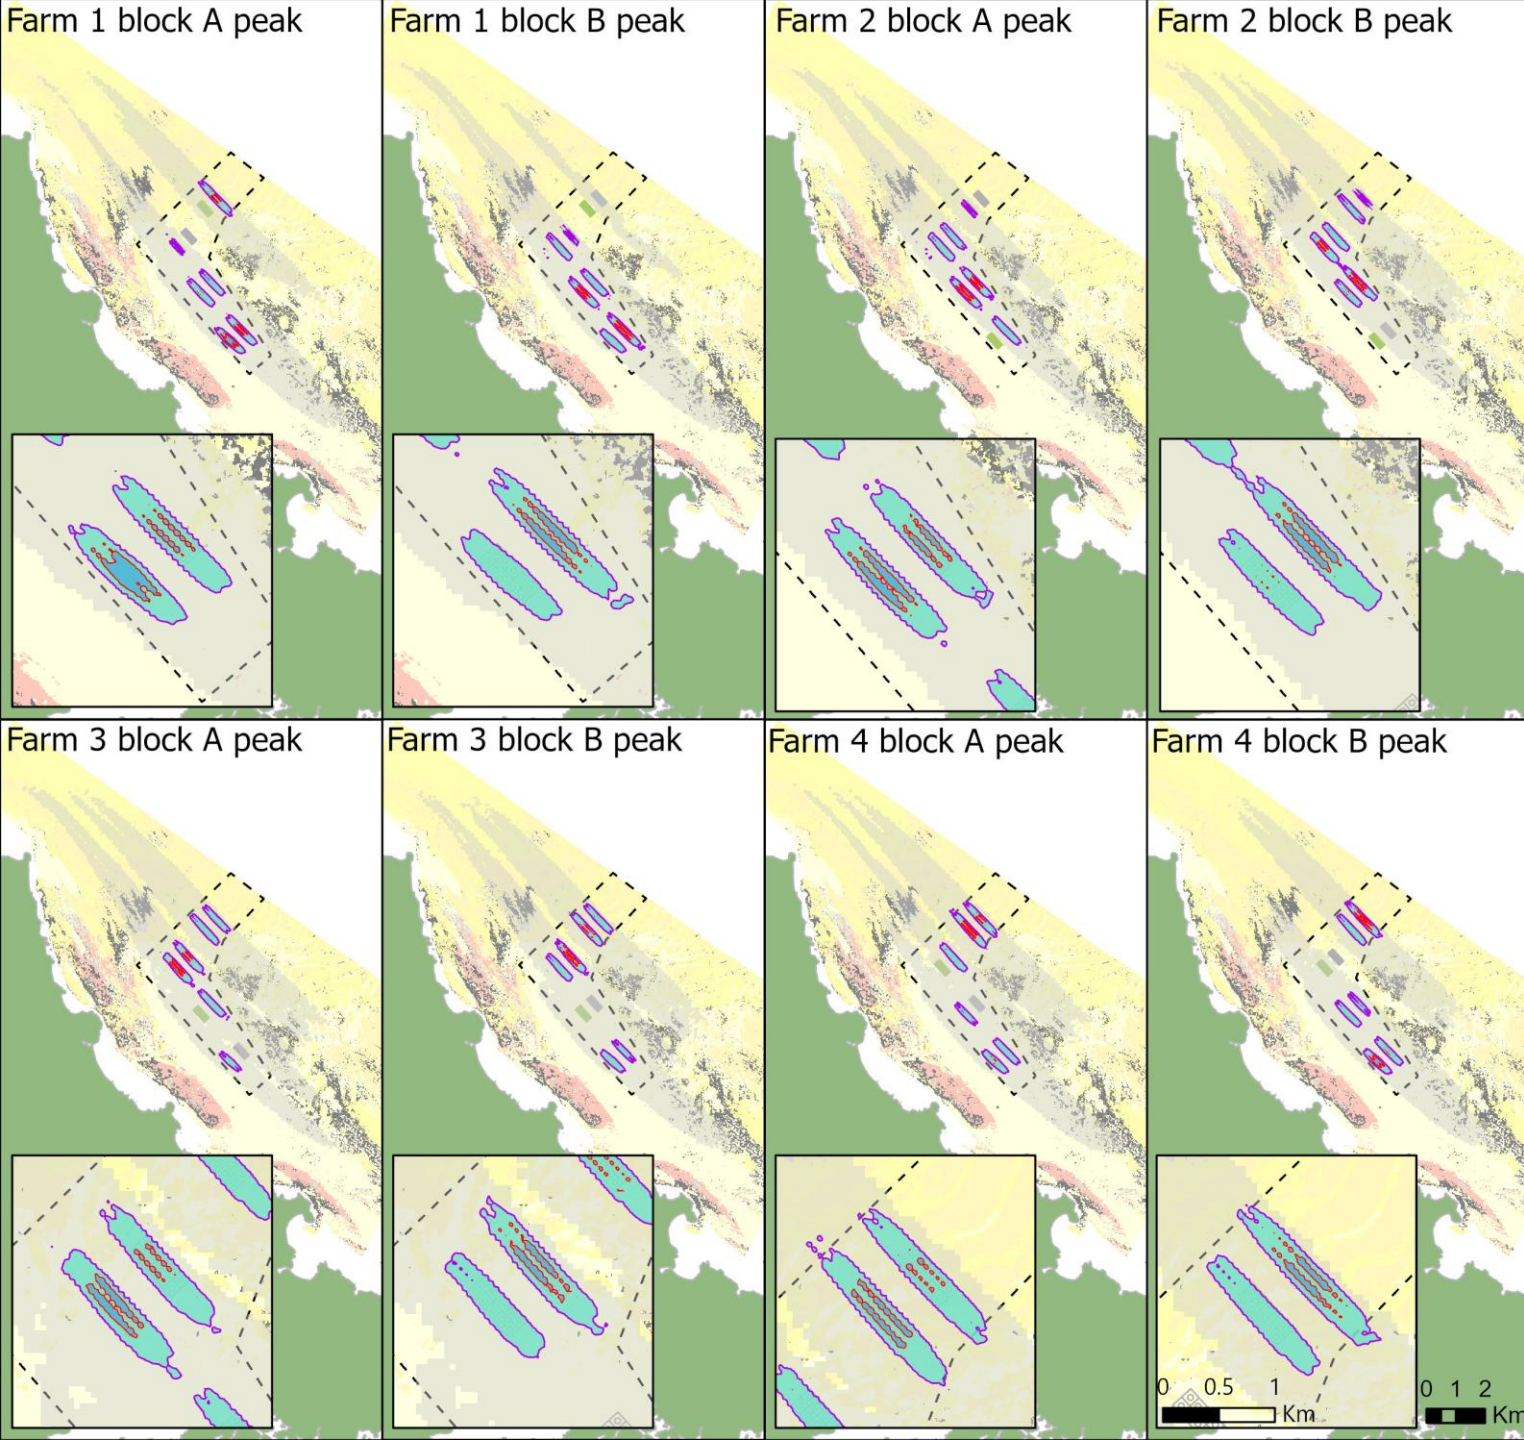 Farm 1 block A peak
Farm 1 block B peak
Farm 2 block A peak
Farm 2 block B peak
Farm 3 block A peak
Farm 3 block B peak
Farm 4 block A peak
Farm 4 block B peak
0 0.5 1
Km
0 1 2
Km